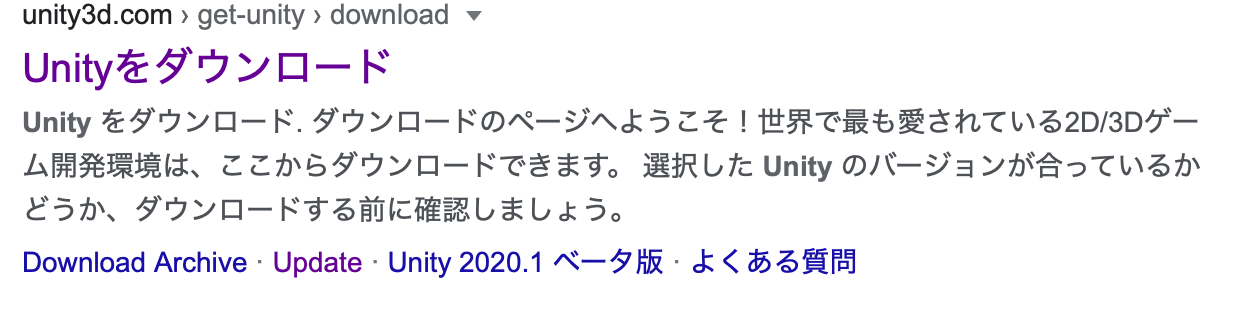 unity3d.com › get-unity › download
Unityをダウンロード
Unity をダウンロード. ダウンロードのページへようこそ！世界で最も愛されている2D/3Dゲー
ム開発環境は、ここからダウンロードできます。 選択した Unity のバージョンが合っているか
どうか、ダウンロードする前に確認しましょう。
Download Archive · Update · Unity 2020.1 ベータ版 · よくある質問